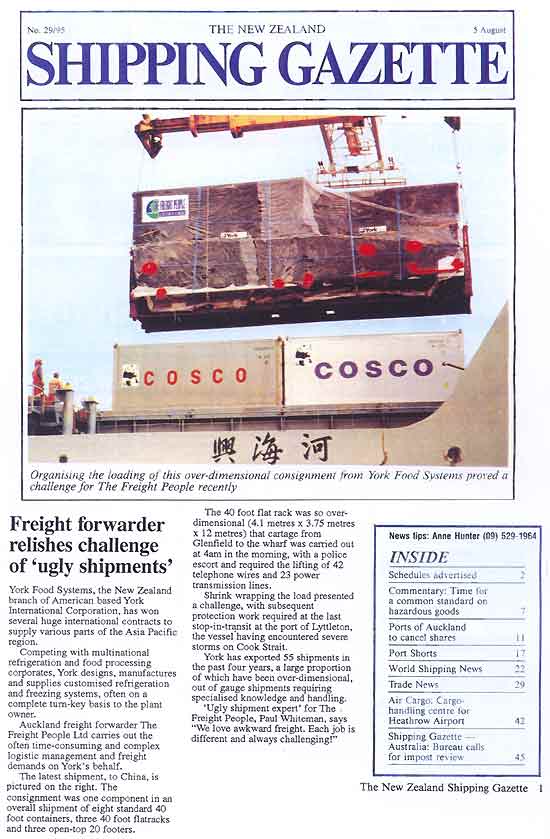 No. 29/95
THE NEW ZEALAND
5 August
SHIPPING GAZETTE
FREIGHT PEOPLE
York
York
COSCO
COSCO
興海河
Organising the loading of this over-dimensional consignment from York Food Systems proved a
challenge for The Freight People recently
Freight forwarder
relishes challenge
of 'ugly shipments'
York Food Systems, the New Zealand
branch of American based York
International Corporation, has won
several huge international contracts to
supply various parts of the Asia Pacific
region.
Competing with multinational
refrigeration and food processing
corporates, York designs, manufactures
and supplies customised refrigeration
and freezing systems, often on a
complete turn-key basis to the plant
owner.
Auckland freight forwarder The
Freight People Ltd carries out the
often time-consuming and complex
logistic management and freight
demands on York's behalf.
The latest shipment, to China, is
pictured on the right. The
consignment was one component in an
overall shipment of eight standard 40
foot containers, three 40 foot flatracks
and three open-top 20 footers.
The 40 foot flat rack was so over-
dimensional (4.1 metres x 3.75 metres
x 12 metres) that cartage from
Glenfield to the wharf was carried out
at 4am in the morning, with a police
escort and required the lifting of 42
telephone wires and 23 power
transmission lines.
Shrink wrapping the load presented
a challenge, with subsequent
protection work required at the last
stop-in-transit at the port of Lyttleton,
the vessel having encountered severe
storms on Cook Strait.
York has exported 55 shipments in
the past four years, a large proportion
of which have been over-dimensional,
out of gauge shipments requiring
specialised knowledge and handling.
'Ugly shipment expert' for The
Freight People, Paul Whiteman, says
"We love awkward freight. Each job is
different and always challenging!"
News tips: Anne Hunter (09) 529-1964
INSIDE
Schedules advertised 2
Commentary: Time for
a common standard on
hazardous goods 7
Ports of Auckland
to cancel shares 11
Port Shorts 17
World Shipping News 22
Trade News 29
Air Cargo: Cargo-
handling centre for
Heathrow Airport 42
Shipping Gazette —
Australia: Bureau calls
for impost review 45
The New Zealand Shipping Gazette 1